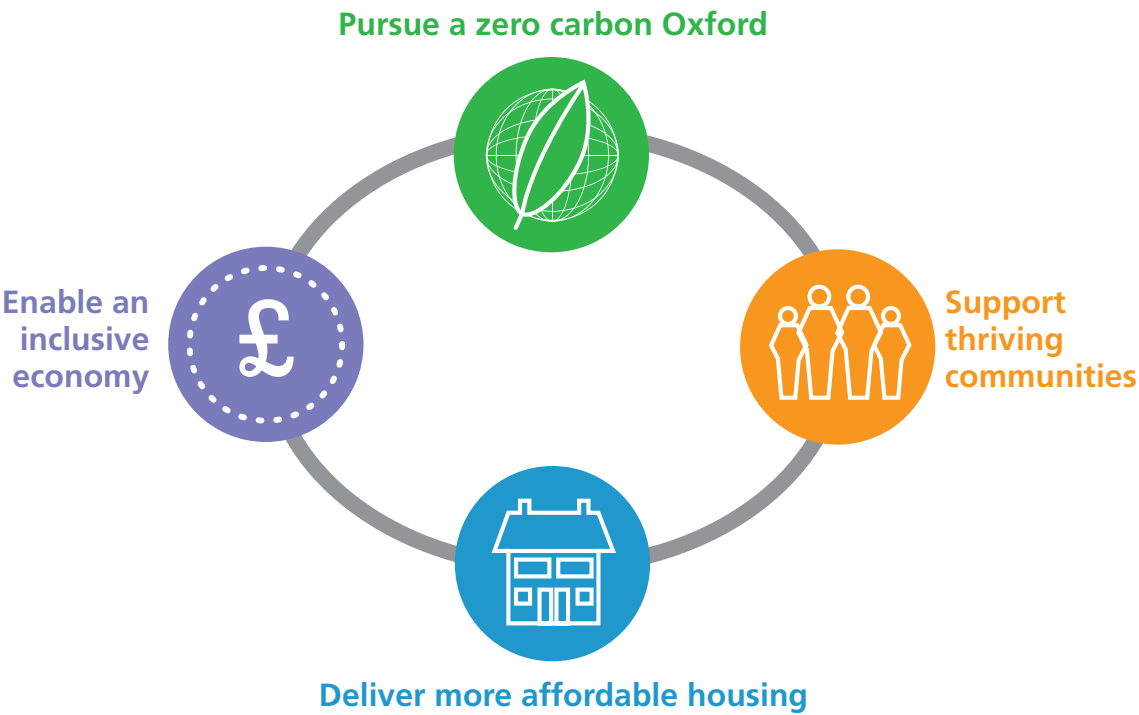 Pursue a zero carbon Oxford
Enable an
inclusive
economy
£
Support
thriving
communities
Deliver more affordable housing